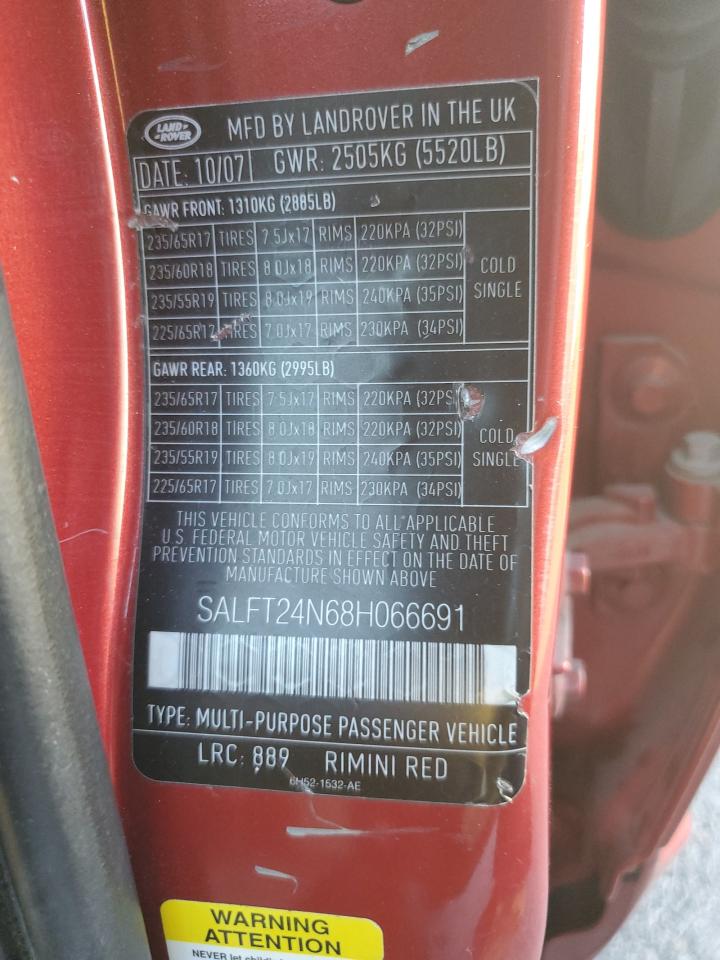 LAND ROVER
MFD BY LANDROVER IN THE UK
DATE: 10/07 GWR: 2505KG (5520LB)
GAWR FRONT: 1310KG (2885LB)
235/65R17 TIRES 7.5Jx17 RIMS 220KPA (32PSI)
235/60R18 TIRES 8.0Jx18 RIMS 220KPA (32PSI) COLD
235/55R19 TIRES 8.0Jx19 RIMS 240KPA (35PSI) SINGLE
225/65R17 TIRES 7.0Jx17 RIMS 230KPA (34PSI)
GAWR REAR: 1360KG (2995LB)
235/65R17 TIRES 7.5Jx17 RIMS 220KPA (32PSI)
235/60R18 TIRES 8.0Jx18 RIMS 220KPA (32PSI) COLD
235/55R19 TIRES 8.0Jx19 RIMS 240KPA (35PSI) SINGLE
225/65R17 TIRES 7.0Jx17 RIMS 230KPA (34PSI)
THIS VEHICLE CONFORMS TO ALL APPLICABLE
U.S. FEDERAL MOTOR VEHICLE SAFETY AND THEFT
PREVENTION STANDARDS IN EFFECT ON THE DATE OF
MANUFACTURE SHOWN ABOVE
SALFT24N68H066691
TYPE: MULTI-PURPOSE PASSENGER VEHICLE
LRC: 889 RIMINI RED
6H52-1532-AE
WARNING
ATTENTION
NEVER let